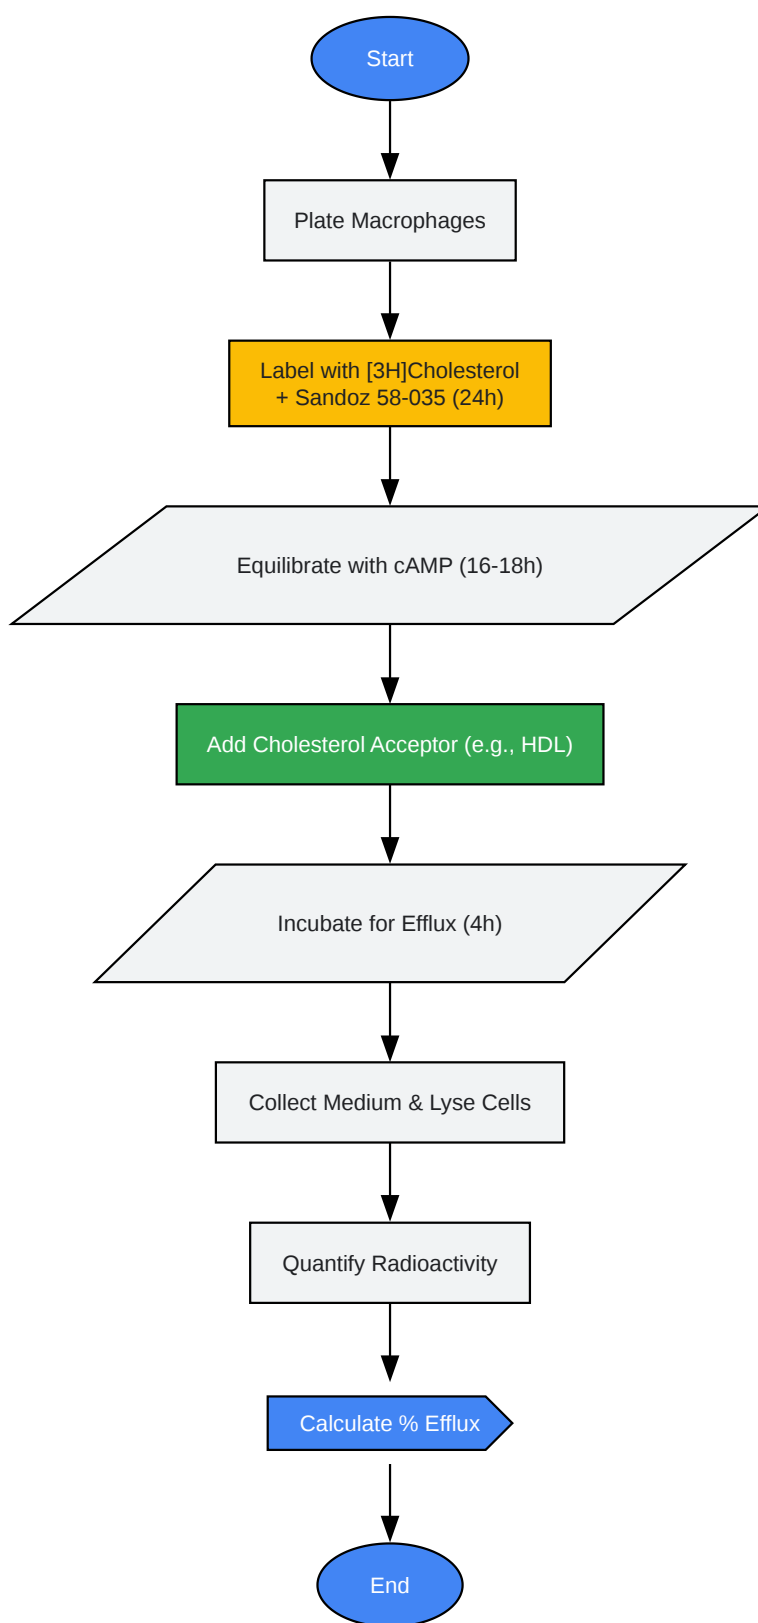 Start
Plate Macrophages
Label with [3H]Cholesterol
+ Sandoz 58-035 (24h)
Equilibrate with cAMP (16-18h)
Add Cholesterol Acceptor (e.g., HDL)
Incubate for Efflux (4h)
Collect Medium & Lyse Cells
Quantify Radioactivity
Calculate % Efflux
End